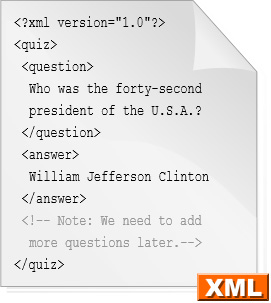 <?xml version="1.0"?>
<quiz>
<question>
Who was the forty-second
president of the U.S.A.?
</question>
<answer>
William Jefferson Clinton
</answer>
<!-- Note: We need to add
more questions later.-->
</quiz>
XML